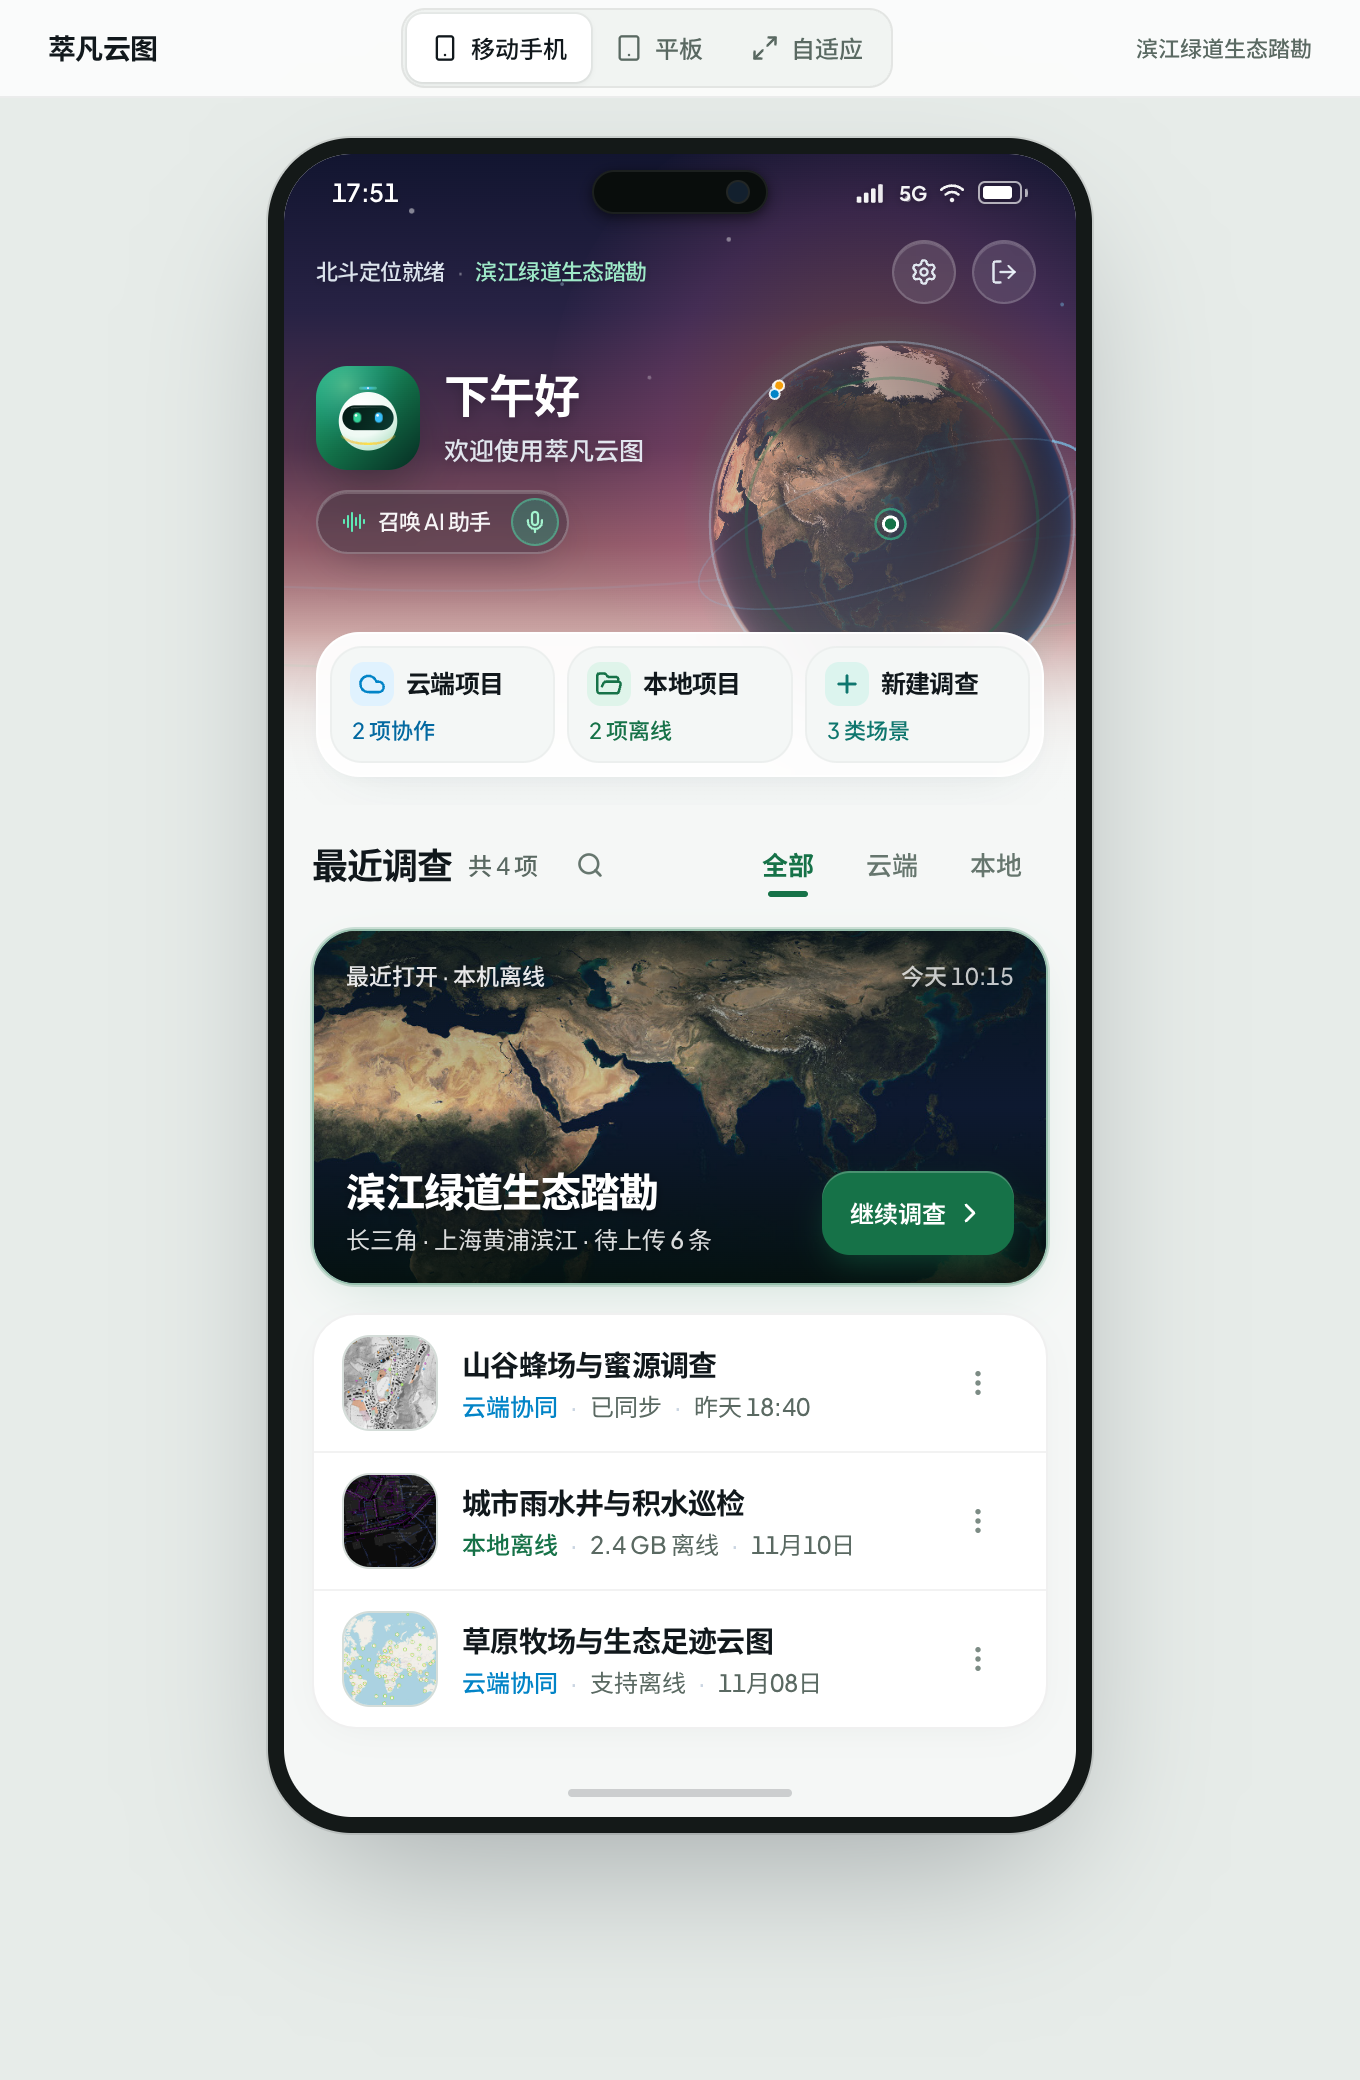 萃凡云图
移动手机
平板
自适应
滨江绿道生态踏勘
17:51
5G
北斗定位就绪 · 滨江绿道生态踏勘
下午好
欢迎使用萃凡云图
召唤 AI 助手
云端项目
2 项协作
本地项目
2 项离线
新建调查
3 类场景
最近调查 共 4 项
全部
云端
本地
最近打开 · 本机离线
今天 10:15
滨江绿道生态踏勘
长三角 · 上海黄浦滨江 · 待上传 6 条
继续调查
山谷蜂场与蜜源调查
云端协同 · 已同步 · 昨天 18:40
城市雨水井与积水巡检
本地离线 · 2.4 GB 离线 · 11月10日
草原牧场与生态足迹云图
云端协同 · 支持离线 · 11月08日